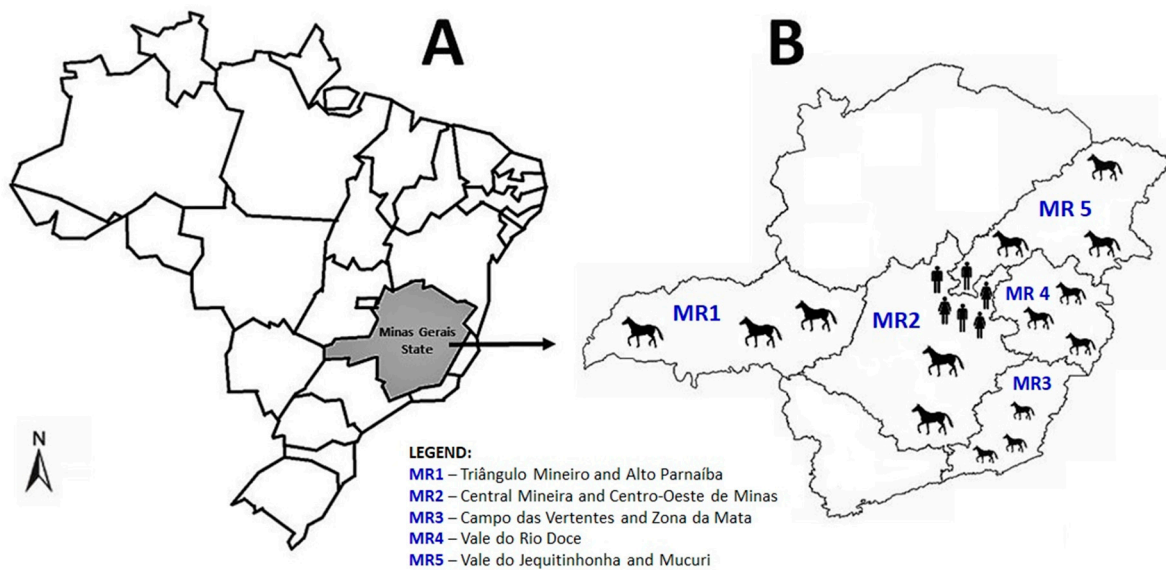 A
B
Minas Gerais
State
MR 5
MR1
MR2
MR 4
MR3
N
LEGEND:
MR1 – Triângulo Mineiro and Alto Parnaíba
MR2 – Central Mineira and Centro-Oeste de Minas
MR3 – Campo das Vertentes and Zona da Mata
MR4 – Vale do Rio Doce
MR5 – Vale do Jequitinhonha and Mucuri